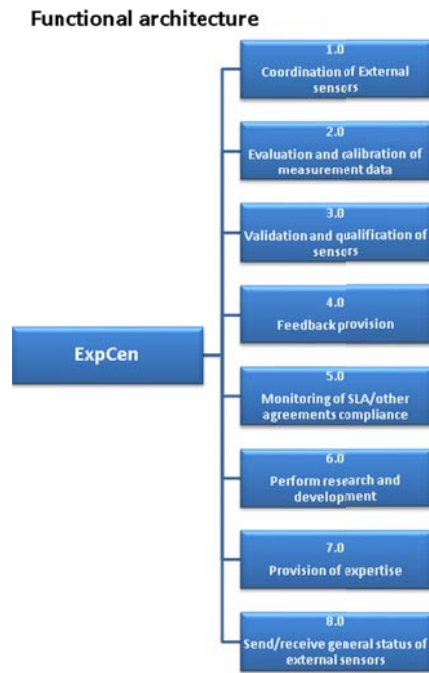 Functional architecture
1.0
Coordination of External
sensors
2.0
Evaluation and calibration of
measurement data
3.0
Validation and qualification of
sensors
4.0
Feedback provision
ExpCen
5.0
Monitoring of SLA/other
agreements compliance
6.0
Perform research and
development
7.0
Provision of expertise
8.0
Send/receive general status of
external sensors